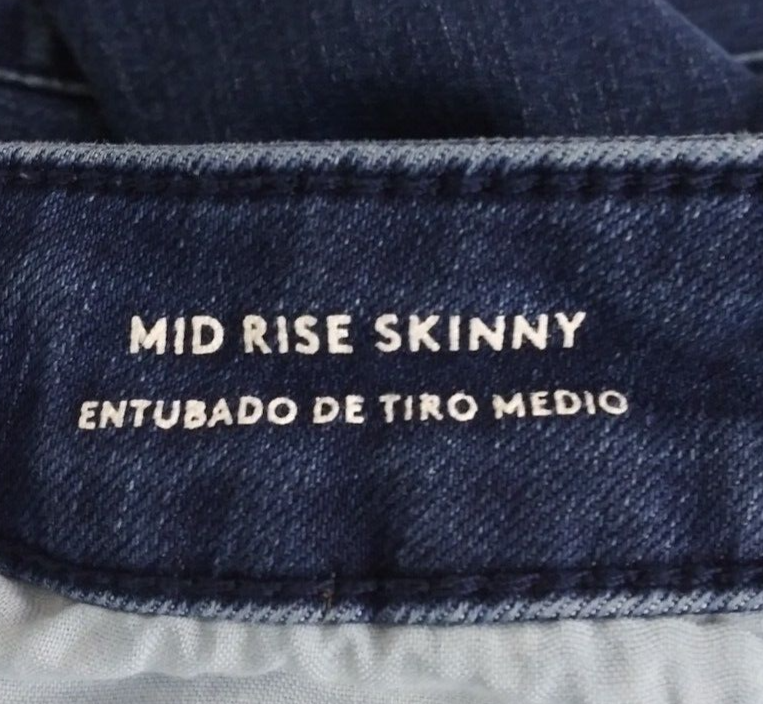 MID RISE SKINNY
ENTUBADO DE TIRO MEDIO